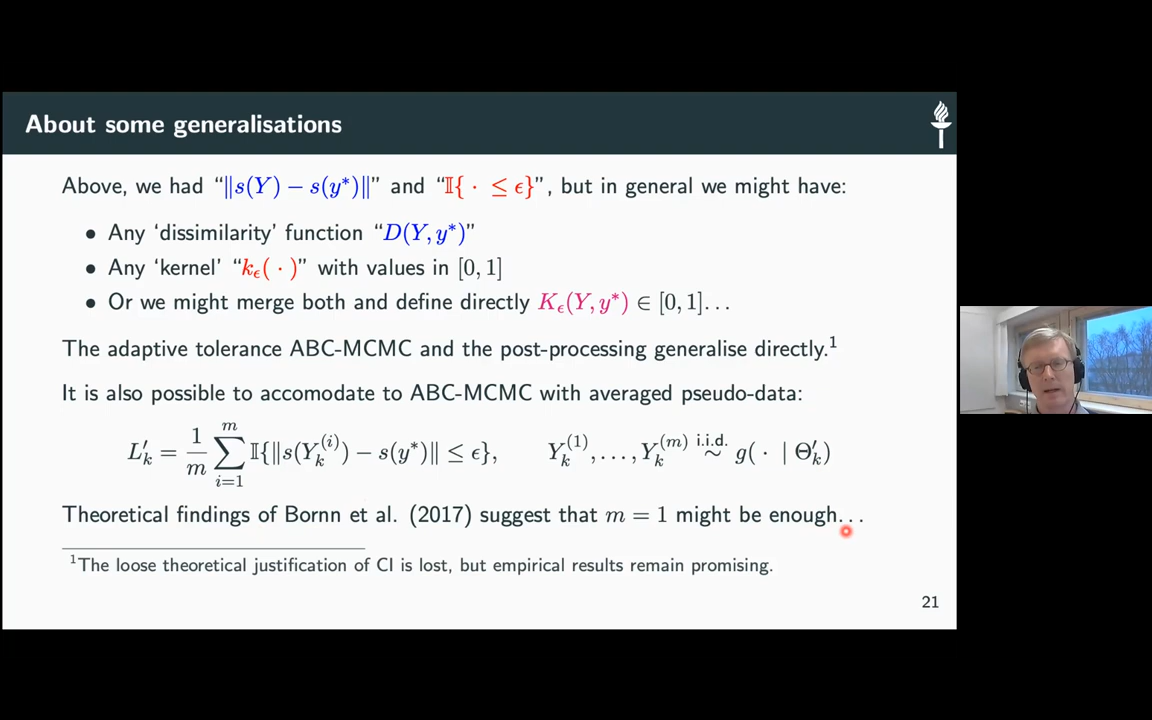 About some generalisations
Above, we had “‖s(Y) − s(y*)‖” and “𝕀{ · ≤ ϵ}”, but in general we might have:
• Any ‘dissimilarity’ function “D(Y, y*)”
• Any ‘kernel’ “k_ϵ( · )” with values in [0, 1]
• Or we might merge both and define directly K_ϵ(Y, y*) ∈ [0, 1]...
The adaptive tolerance ABC-MCMC and the post-processing generalise directly.¹
It is also possible to accomodate to ABC-MCMC with averaged pseudo-data:
L′_k = 1/m ∑_{i=1}^{m} 𝕀{‖s(Y_k^{(i)}) − s(y*)‖ ≤ ϵ}, Y_k^{(1)}, . . . , Y_k^{(m)} i.i.d. ∼ g( · | Θ′_k)
Theoretical findings of Bornn et al. (2017) suggest that m = 1 might be enough...
¹The loose theoretical justification of CI is lost, but empirical results remain promising.
21